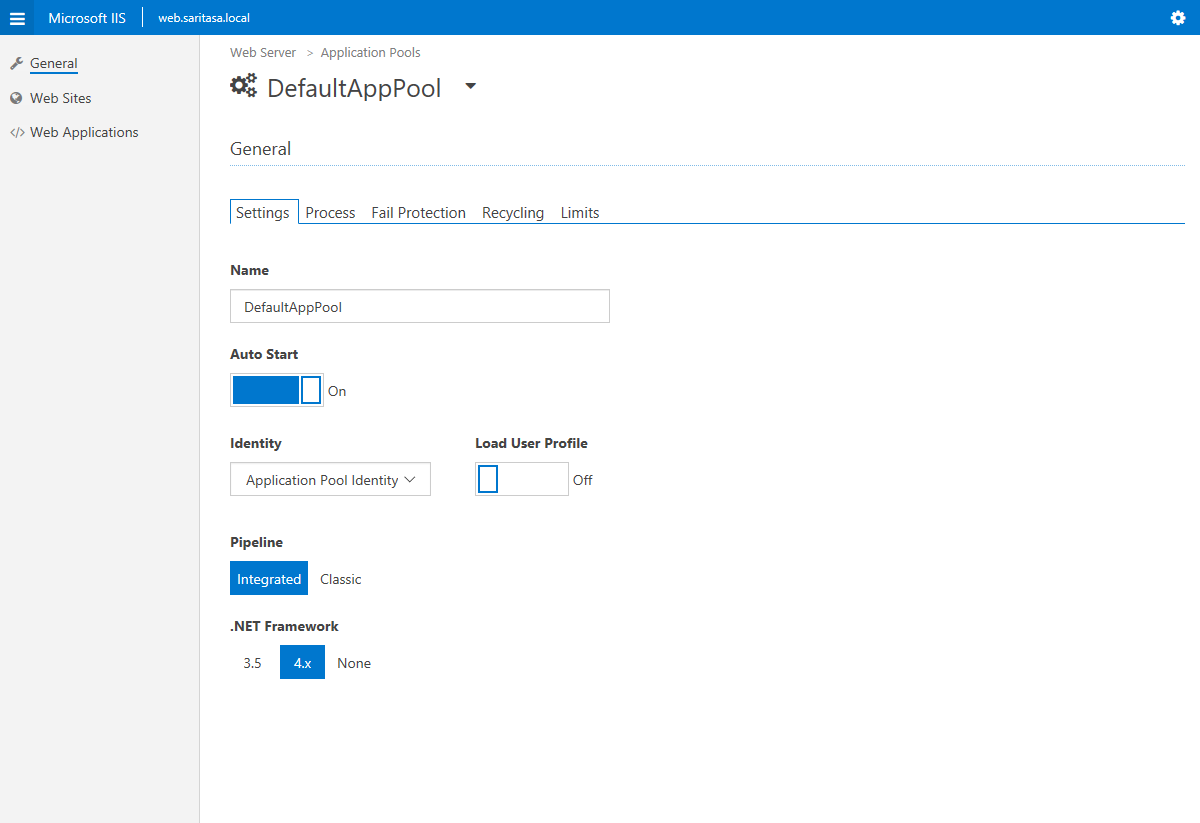 Microsoft IIS web.saritasa.local
General
Web Sites
Web Applications
Web Server > Application Pools
DefaultAppPool
General
Settings Process Fail Protection Recycling Limits
Name
DefaultAppPool
Auto Start
On
Identity Load User Profile
Application Pool Identity Off
Pipeline
Integrated Classic
.NET Framework
3.5 4.x None